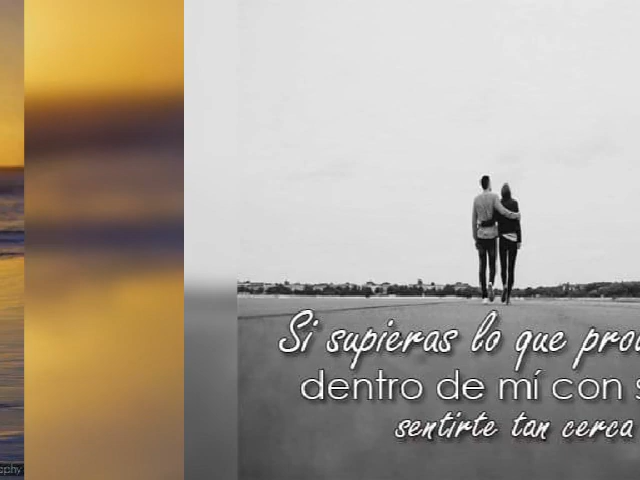 Si supieras lo que
dentro de mí con
sentirte tan cerca